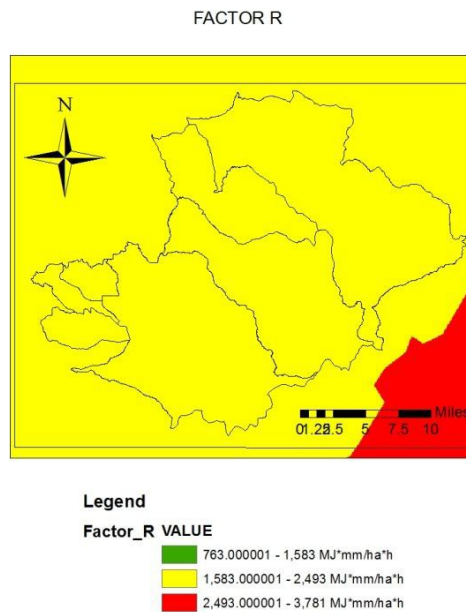 FACTOR R
N
Miles
0 1.25 2.5 5 7.5 10
Legend
Factor_R VALUE
763.000001 - 1,583 MJ*mm/ha*h
1,583.000001 - 2,493 MJ*mm/ha*h
2,493.000001 - 3,781 MJ*mm/ha*h